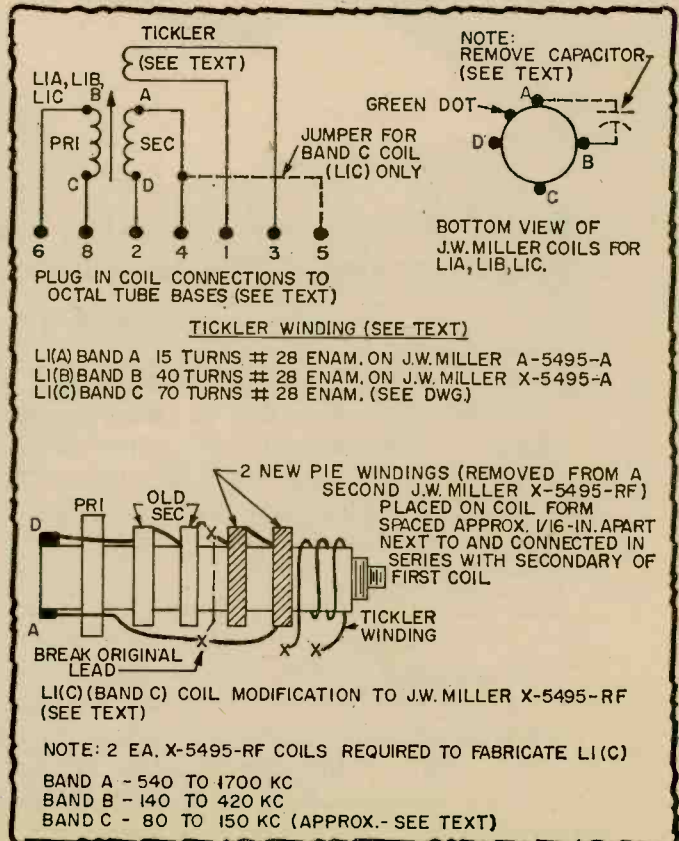 TICKLER
(SEE TEXT)
L1A, L1B,
L1C
B
A
PRI
SEC
C
D
JUMPER FOR
BAND C COIL
(L1C) ONLY
6 8 2 4 1 3 5
PLUG IN COIL CONNECTIONS TO
OCTAL TUBE BASES (SEE TEXT)
NOTE:
REMOVE CAPACITOR
(SEE TEXT)
A
GREEN DOT
D
B
C
BOTTOM VIEW OF
J.W. MILLER COILS FOR
L1A, L1B, L1C.
TICKLER WINDING (SEE TEXT)
L1(A) BAND A 15 TURNS # 28 ENAM. ON J.W. MILLER A-5495-A
L1(B) BAND B 40 TURNS # 28 ENAM. ON J.W. MILLER X-5495-A
L1(C) BAND C 70 TURNS # 28 ENAM. (SEE DWG.)
2 NEW PIE WINDINGS (REMOVED FROM A
SECOND J.W. MILLER X-5495-RF)
PLACED ON COIL FORM
SPACED APPROX. 1/16-IN. APART
NEXT TO AND CONNECTED IN
SERIES WITH SECONDARY OF
FIRST COIL
PRI
OLD
SEC
D
X
A
X
X X
TICKLER
WINDING
BREAK ORIGINAL
LEAD
L1(C) (BAND C) COIL MODIFICATION TO J.W. MILLER X-5495-RF
(SEE TEXT)
NOTE: 2 EA. X-5495-RF COILS REQUIRED TO FABRICATE L1(C)
BAND A - 540 TO 1700 KC
BAND B - 140 TO 420 KC
BAND C - 80 TO 150 KC (APPROX.- SEE TEXT)